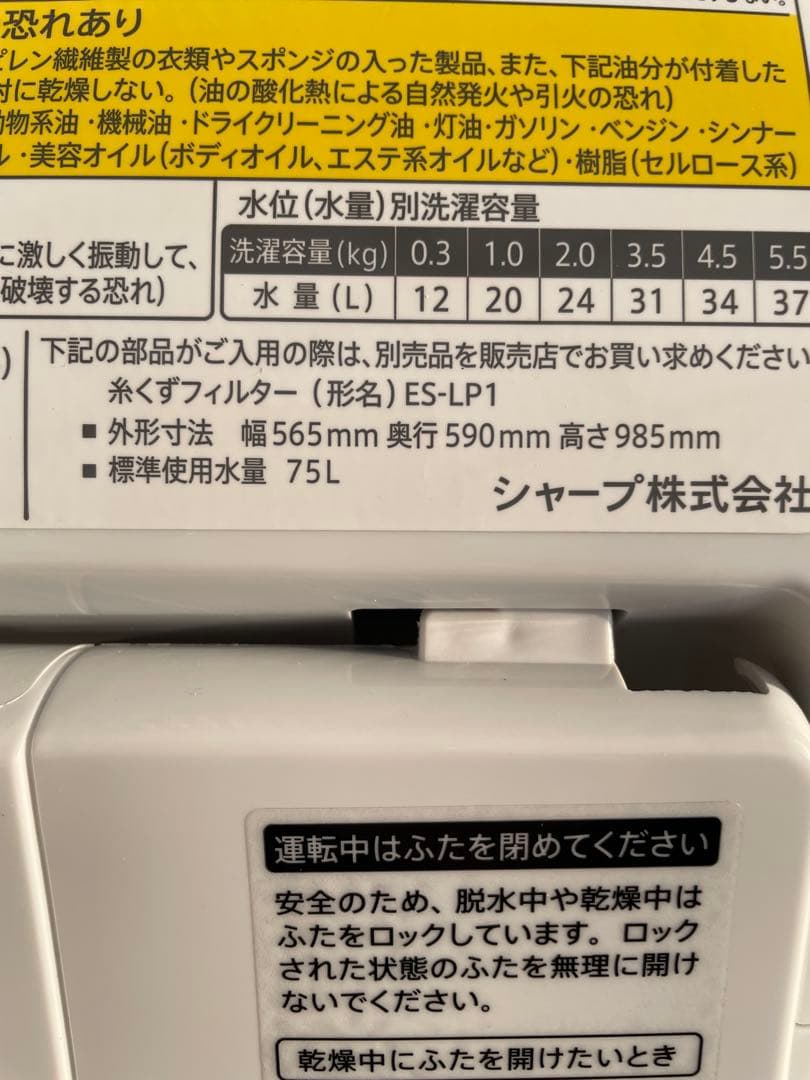 恐れあり
ピレン繊維製の衣類やスポンジの入った製品、また、下記油分が付着した
対に乾燥しない。(油の酸化熱による自然発火や引火の恐れ)
動物系油・機械油・ドライクリーニング油・灯油・ガソリン・ベンジン・シンナー
ル・美容オイル(ボディオイル、エステ系オイルなど)・樹脂(セルロース系)
に激しく振動して、
破壊する恐れ)
水位(水量)別洗濯容量
洗濯容量(kg) 0.3 1.0 2.0 3.5 4.5 5.5
水量(L) 12 20 24 31 34 37
)
下記の部品がご入用の際は、別売品を販売店でお買い求めください
糸くずフィルター(形名)ES-LP1
■ 外形寸法 幅565mm 奥行590mm 高さ985mm
■ 標準使用水量 75L
シャープ株式会社
運転中はふたを閉めてください
安全のため、脱水中や乾燥中は
ふたをロックしています。ロック
された状態のふたを無理に開け
ないでください。
乾燥中にふたを開けたいとき